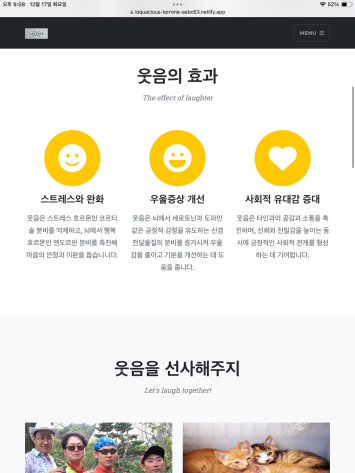 오후 9:08 12월 17일 화요일
52%
loquacious-torrone-aabc63.netlify.app
MENU
웃음의 효과
The effect of laughter
스트레스와 완화
웃음은 스트레스 호르몬인 코르티
솔 분비를 억제하고, 뇌에서 행복
호르몬인 엔도르핀 분비를 촉진해
마음의 안정과 이완을 돕습니니다.
우울증상 개선
웃음은 뇌에서 세로토닌과 도파민
같은 긍정적 감정을 유도하는 신경
전달물질의 분비를 증가시켜 우울
감을 줄이고 기분을 개선하는 데 도
움을 줍니다.
사회적 유대감 증대
웃음은 타인과의 공감과 소통을 촉
진하며, 신뢰와 친밀감을 높이는 동
시에 긍정적인 사회적 관계를 형성
하는 데 기여합니다.
웃음을 선사해주지
Let's laugh together!